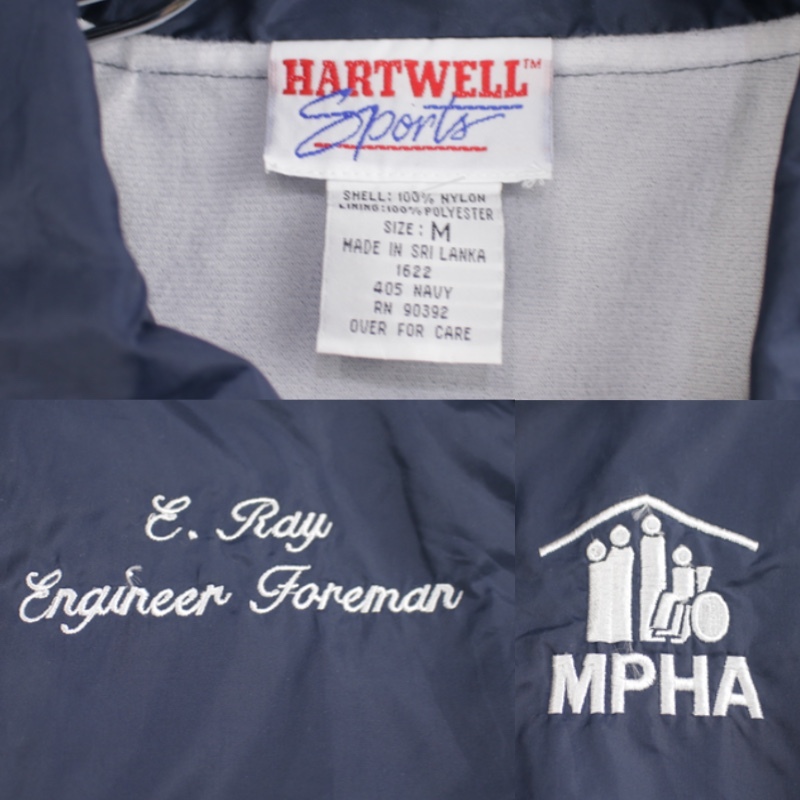 HARTWELL™
Sports
SHELL: 100% NYLON
LINING:100% POLYESTER
SIZE: M
MADE IN SRI LANKA
1622
405 NAVY
RN 90392
OVER FOR CARE
E. Ray
Engineer Foreman
MPHA